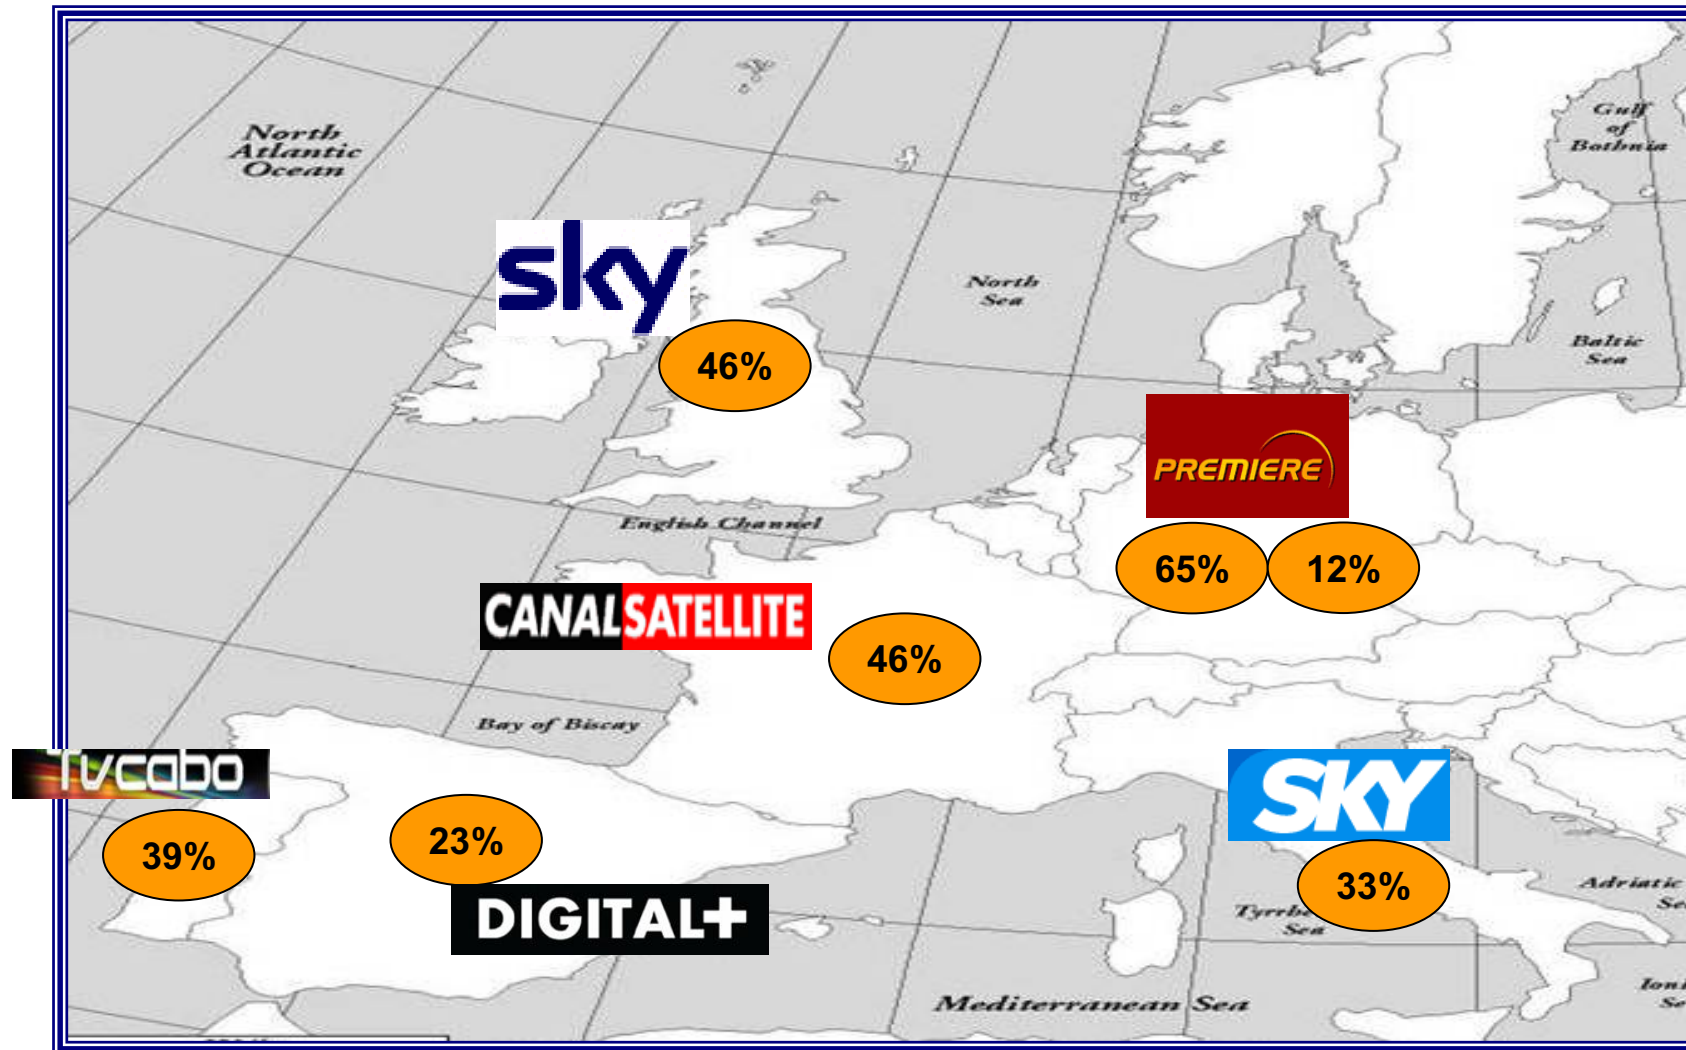 North
Atlantic
Ocean
Gulf
of
Bothnia
sky
North
Sea
46%
Baltic
Sea
PREMIERE
English Channel
65%
12%
CANALSATELLITE
46%
Bay of Biscay
Tvcabo
SKY
39%
23%
33%
Adriatic
DIGITAL+
Sea
Mediterranean Sea